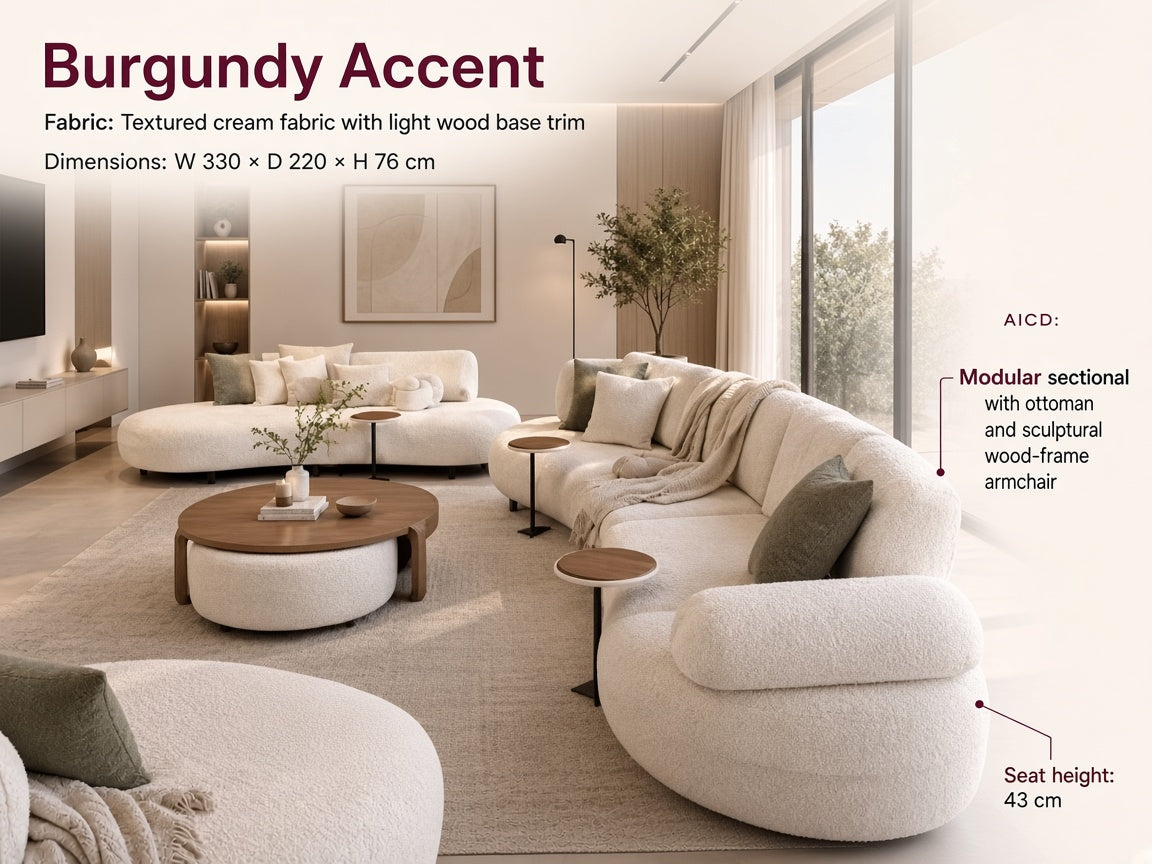 Burgundy Accent
Fabric: Textured cream fabric with light wood base trim
Dimensions: W 330 × D 220 × H 76 cm
AICD:
Modular sectional
with ottoman
and sculptural
wood-frame
armchair
Seat height:
43 cm